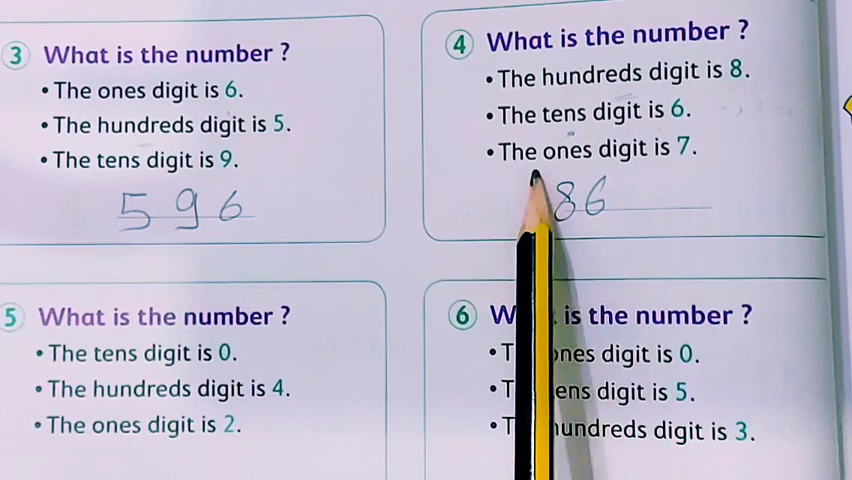 3 What is the number ?
• The ones digit is 6.
• The hundreds digit is 5.
• The tens digit is 9.
596
4 What is the number ?
• The hundreds digit is 8.
• The tens digit is 6.
• The ones digit is 7.
86
5 What is the number ?
• The tens digit is 0.
• The hundreds digit is 4.
• The ones digit is 2.
6 is the number ?
• ones digit is 0.
• digit is 5.
• digit is 3.